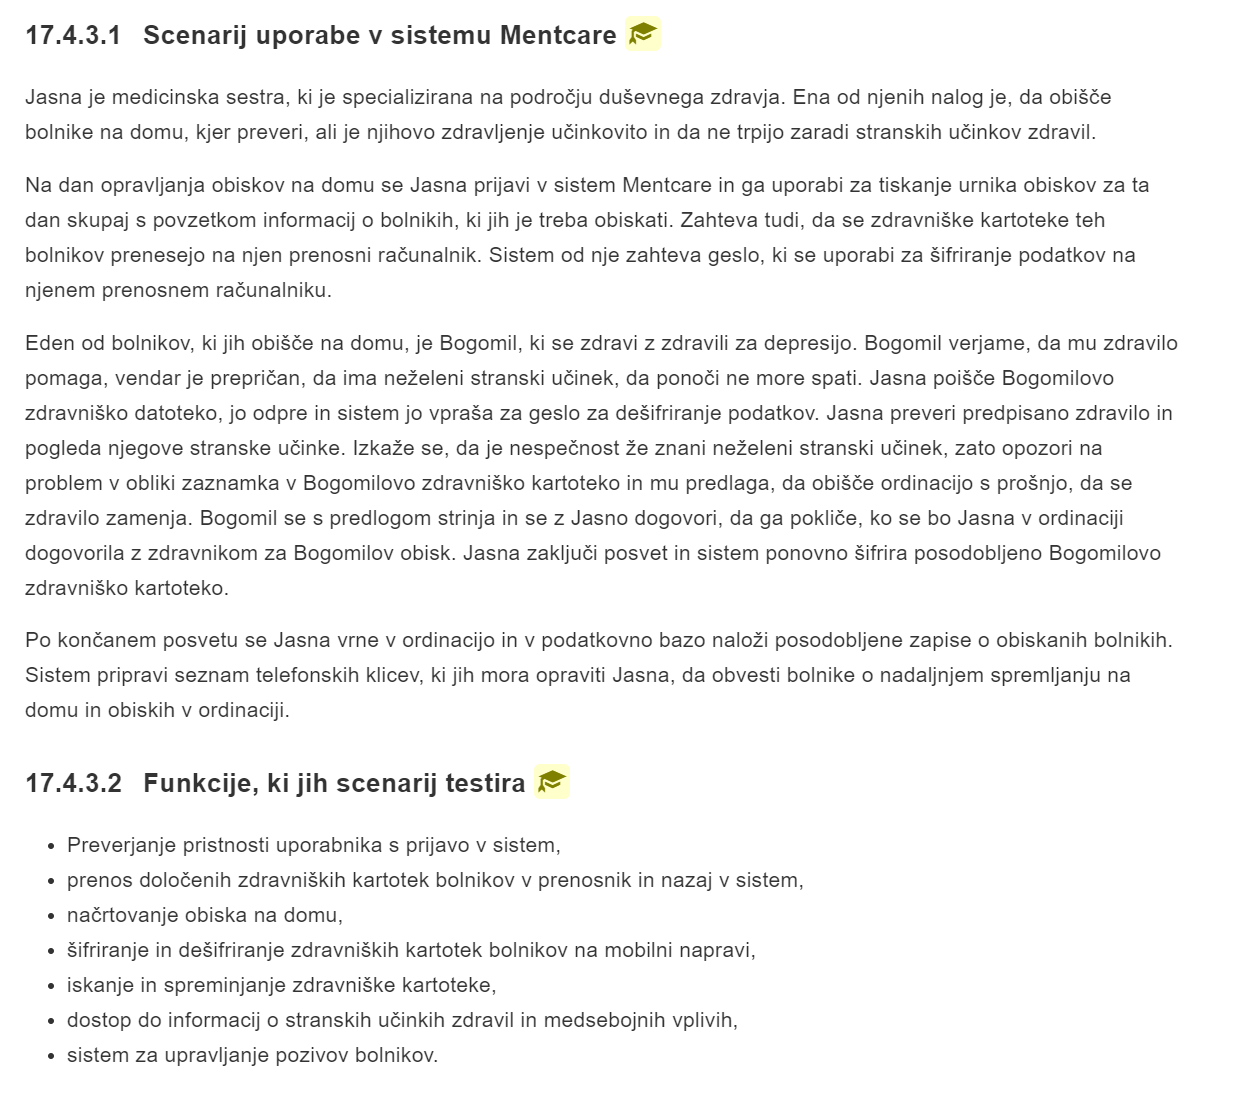 17.4.3.1 Scenarij uporabe v sistemu Mentcare
Jasna je medicinska sestra, ki je specializirana na področju duševnega zdravja. Ena od njenih nalog je, da obišče
bolnike na domu, kjer preveri, ali je njihovo zdravljenje učinkovito in da ne trpijo zaradi stranskih učinkov zdravil.
Na dan opravljanja obiskov na domu se Jasna prijavi v sistem Mentcare in ga uporabi za tiskanje urnika obiskov za ta
dan skupaj s povzetkom informacij o bolnikih, ki jih je treba obiskati. Zahteva tudi, da se zdravniške kartoteke teh
bolnikov prenesejo na njen prenosni računalnik. Sistem od nje zahteva geslo, ki se uporabi za šifriranje podatkov na
njenem prenosnem računalniku.
Eden od bolnikov, ki jih obišče na domu, je Bogomil, ki se zdravi z zdravili za depresijo. Bogomil verjame, da mu zdravilo
pomaga, vendar je prepričan, da ima neželeni stranski učinek, da ponoči ne more spati. Jasna poišče Bogomilovo
zdravniško datoteko, jo odpre in sistem jo vpraša za geslo za dešifriranje podatkov. Jasna preveri predpisano zdravilo in
pogleda njegove stranske učinke. Izkaže se, da je nespečnost že znani neželeni stranski učinek, zato opozori na
problem v obliki zaznamka v Bogomilovo zdravniško kartoteko in mu predlaga, da obišče ordinacijo s prošnjo, da se
zdravilo zamenja. Bogomil se s predlogom strinja in se z Jasno dogovori, da ga pokliče, ko se bo Jasna v ordinaciji
dogovorila z zdravnikom za Bogomilov obisk. Jasna zaključi posvet in sistem ponovno šifrira posodobljeno Bogomilovo
zdravniško kartoteko.
Po končanem posvetu se Jasna vrne v ordinacijo in v podatkovno bazo naloži posodobljene zapise o obiskanih bolnikih.
Sistem pripravi seznam telefonskih klicev, ki jih mora opraviti Jasna, da obvesti bolnike o nadaljnjem spremljanju na
domu in obiskih v ordinaciji.
17.4.3.2 Funkcije, ki jih scenarij testira
• Preverjanje pristnosti uporabnika s prijavo v sistem,
• prenos določenih zdravniških kartotek bolnikov v prenosnik in nazaj v sistem,
• načrtovanje obiska na domu,
• šifriranje in dešifriranje zdravniških kartotek bolnikov na mobilni napravi,
• iskanje in spreminjanje zdravniške kartoteke,
• dostop do informacij o stranskih učinkih zdravil in medsebojnih vplivih,
• sistem za upravljanje pozivov bolnikov.